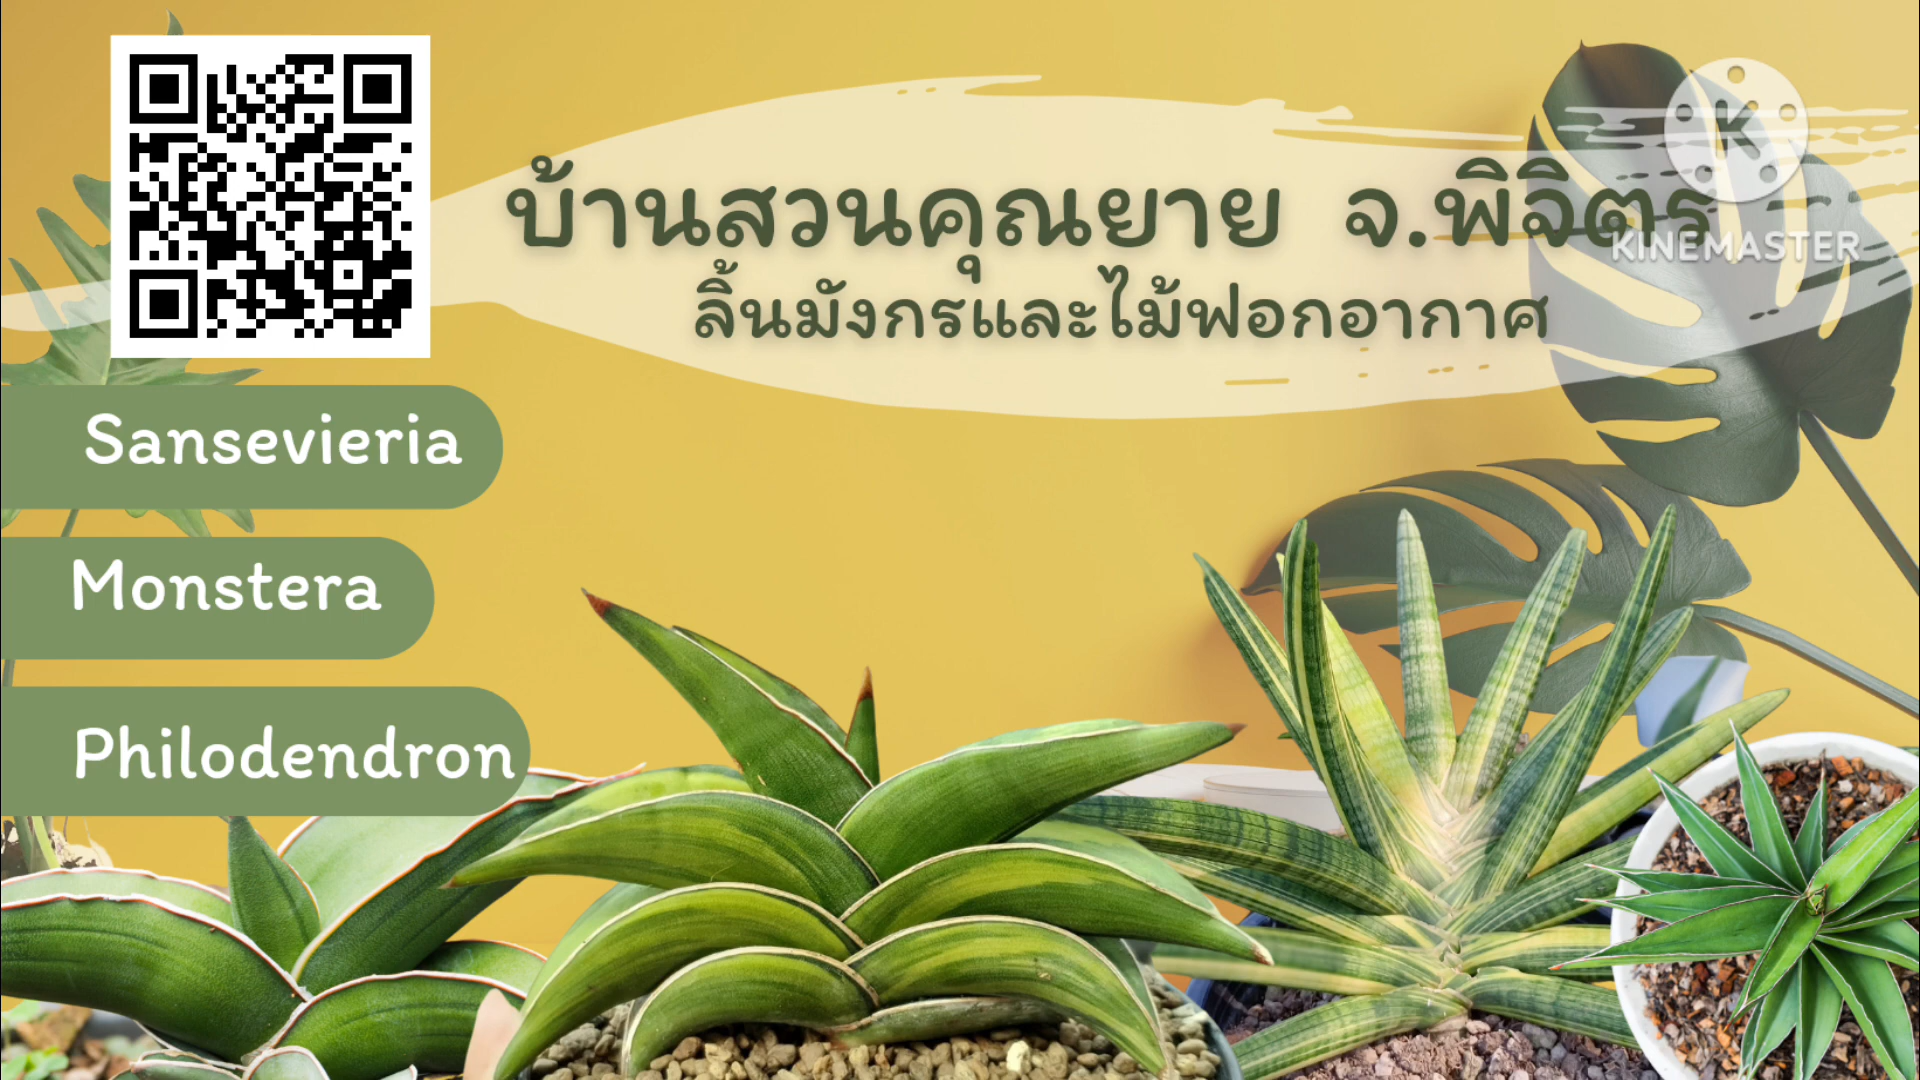 บ้านสวนคุณยาย จ.พิจิตร
KINEMASTER
ลิ้นมังกรและไม้ฟอกอากาศ
Sansevieria
Monstera
Philodendron